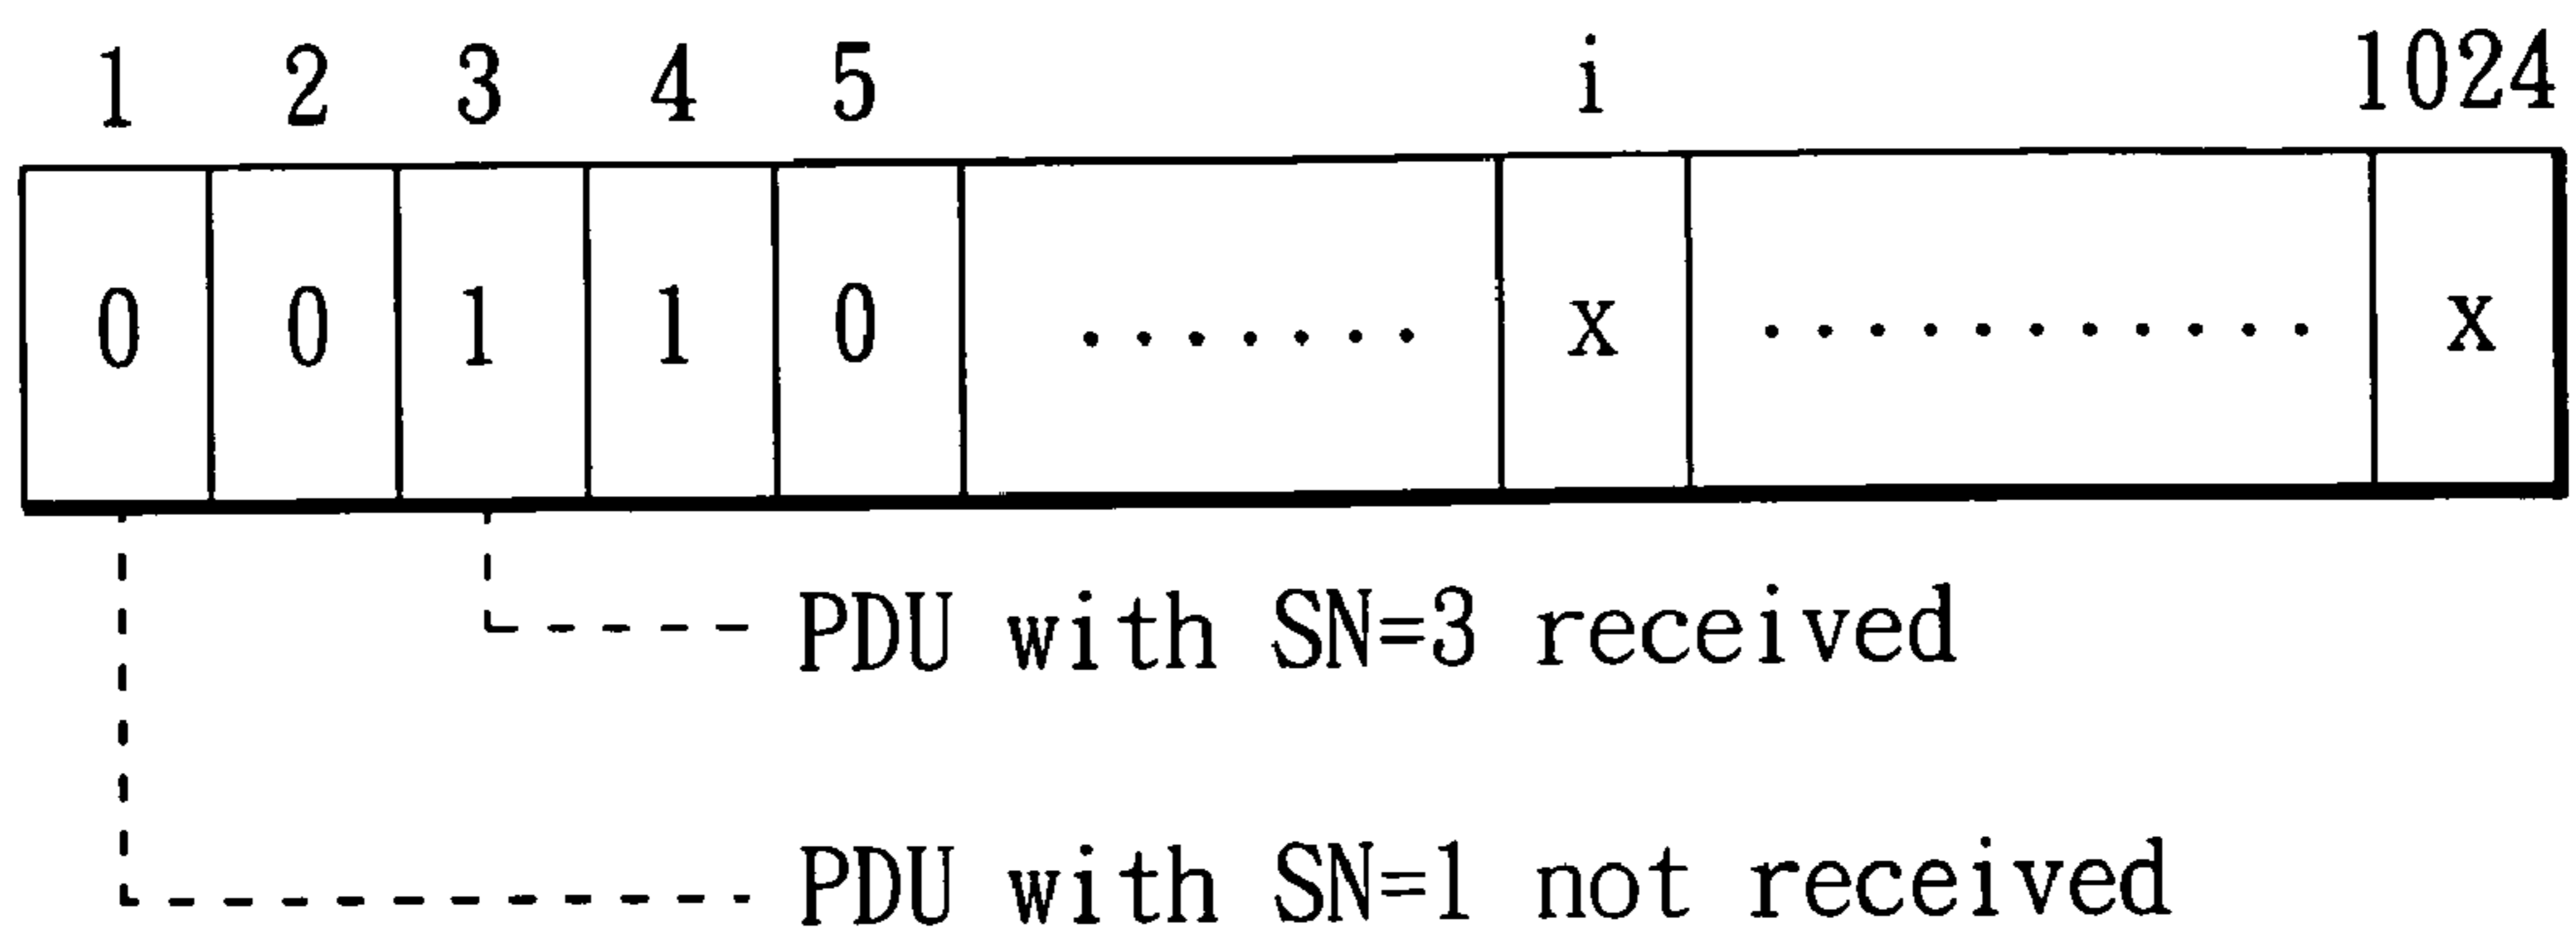 1 2 3 4 5 i 1024
0 0 1 1 0 ....... x ........... x
PDU with SN=3 received
PDU with SN=1 not received